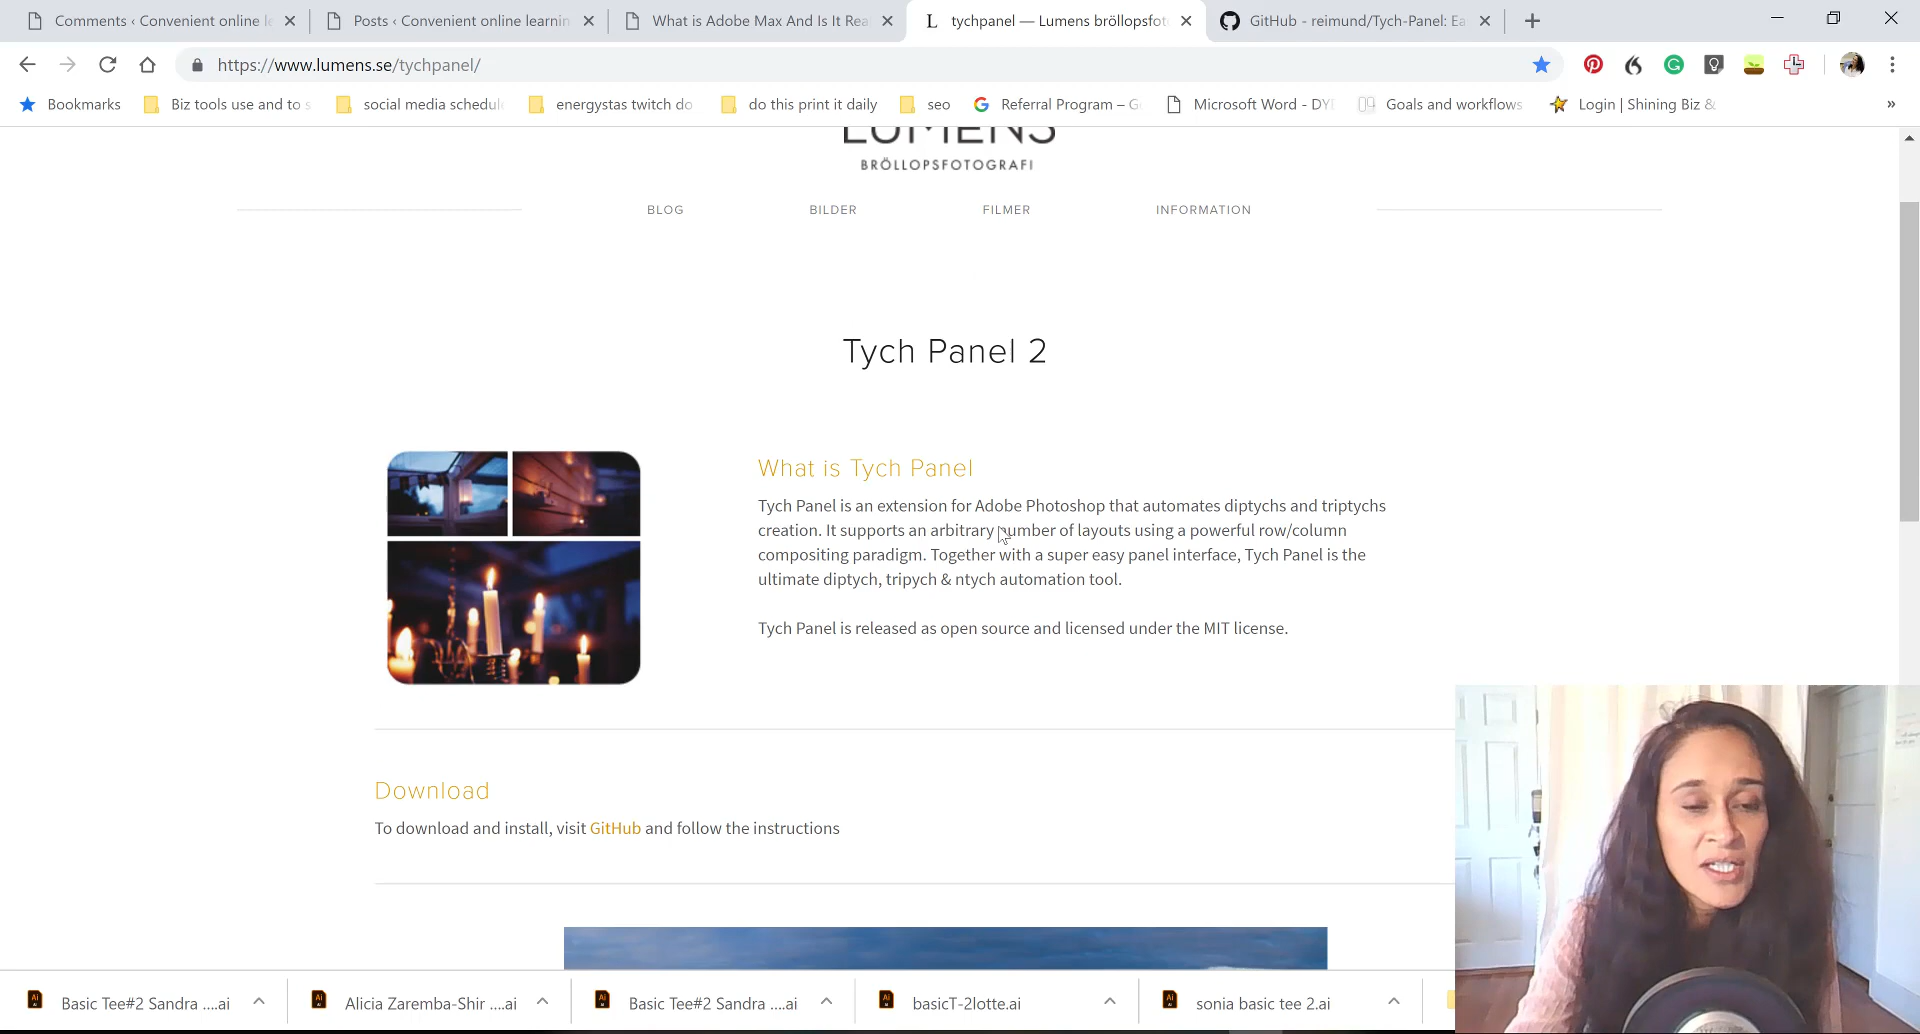 Comments ‹ Convenient online le
Posts ‹ Convenient online learnin
What is Adobe Max And Is It Rea
L tychpanel — Lumens bröllopsfot
GitHub - reimund/Tych-Panel: Ea
https://www.lumens.se/tychpanel/
Bookmarks
Biz tools use and to s
social media schedul
energystas twitch do
do this print it daily
seo
Referral Program – G
Microsoft Word - DYD
Goals and workflows
Login | Shining Biz &
»
LUMENS
BRÖLLOPSFOTOGRAFI
BLOG
BILDER
FILMER
INFORMATION
Tych Panel 2
What is Tych Panel
Tych Panel is an extension for Adobe Photoshop that automates diptychs and triptychs
creation. It supports an arbitrary number of layouts using a powerful row/column
compositing paradigm. Together with a super easy panel interface, Tych Panel is the
ultimate diptych, tripych & ntych automation tool.
Tych Panel is released as open source and licensed under the MIT license.
Download
To download and install, visit GitHub and follow the instructions
Ai Basic Tee#2 Sandra ....ai
Ai Alicia Zaremba-Shir ....ai
Ai Basic Tee#2 Sandra ....ai
Ai basicT-2lotte.ai
Ai sonia basic tee 2.ai